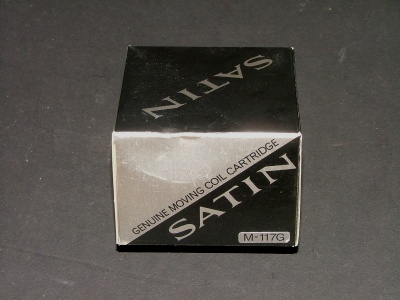 SATIN
GENUINE MOVING COIL CARTRIDGE
SATIN
M-117G